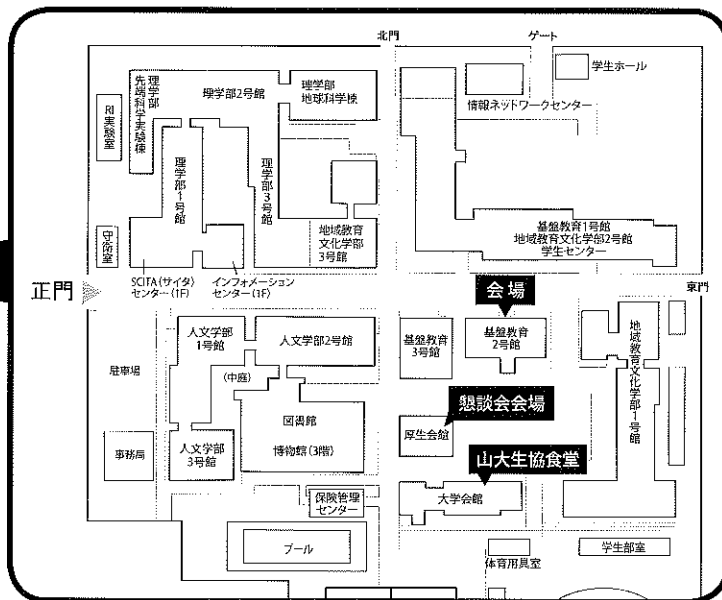 北門
ゲート
学生ホール
情報ネットワークセンター
理学部
先端科学実験棟
理学部2号館
理学部
地球科学棟
RI実験室
理学部1号館
理学部3号館
地域教育
文化学部
3号館
基盤教育1号館
地域教育文化学部2号館
学生センター
守衛室
SCITA(サイタ)
センター(1F)
インフォメーション
センター(1F)
正門
会 場
東門
人文学部
1号館
人文学部2号館
基盤教育
3号館
基盤教育
2号館
地域教育文化学部1号館
駐車場
(中庭)
懇談会会場
図書館
博物館(3階)
厚生会館
事務局
人文学部
3号館
山大生協食堂
保険管理
センター
大学会館
プール
体育用具室
学生部室